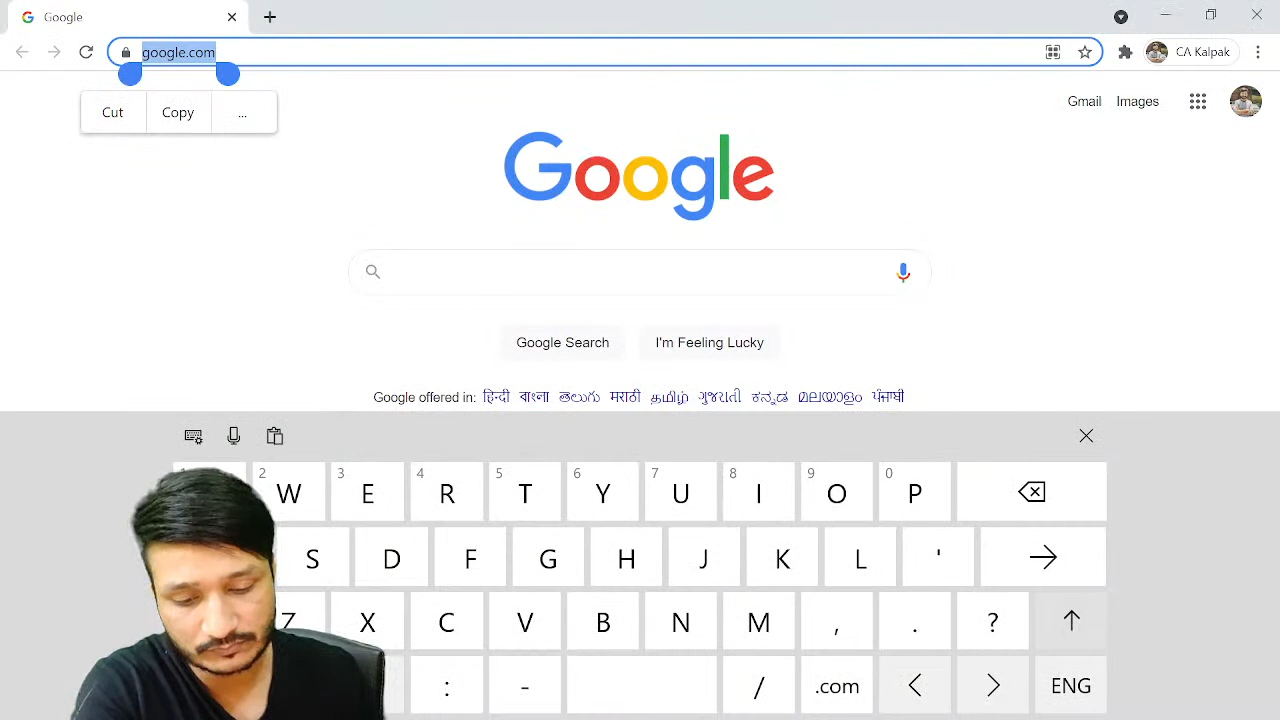 Google
google.com
CA Kalpak
Cut Copy ...
Gmail Images
Google
Google Search I'm Feeling Lucky
Google offered in: हिन्दी বাংলা తెలుగు मराठी தமிழ் ગુજરાતી ಕನ್ನಡ മലയാളം ਪੰਜਾਬੀ
2 3 4 5 6 7 8 9 0
W E R T Y U I O P
S D F G H J K L '
Z X C V B N M , . ?
: - / .com < > ENG